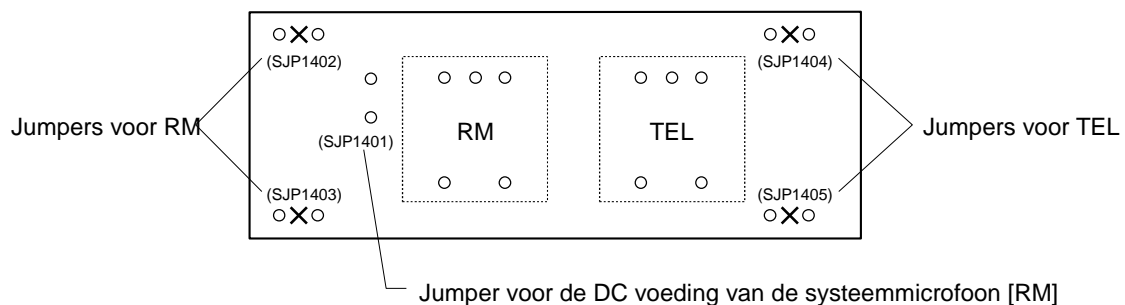 (SJP1402)
(SJP1404)
Jumpers voor RM
(SJP1401)
RM
TEL
Jumpers voor TEL
(SJP1403)
(SJP1405)
Jumper voor de DC voeding van de systeemmicrofoon [RM]